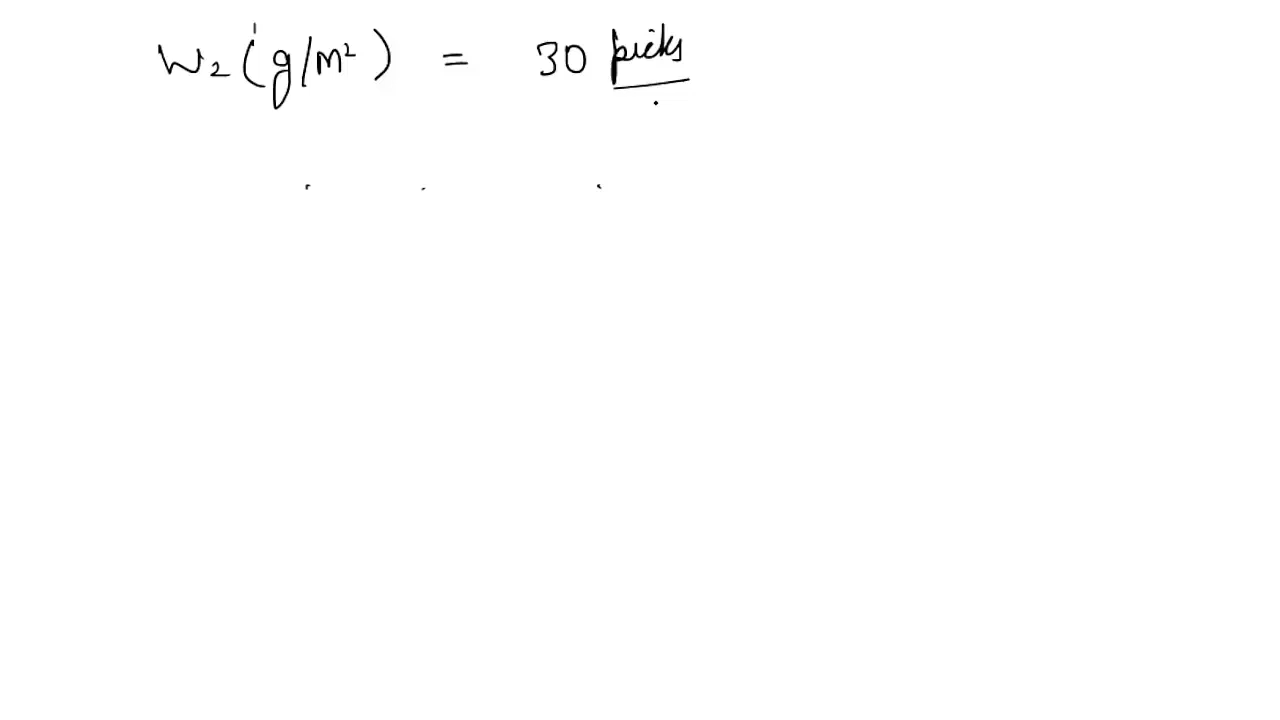 W₂ (g/m²) = 30 picks